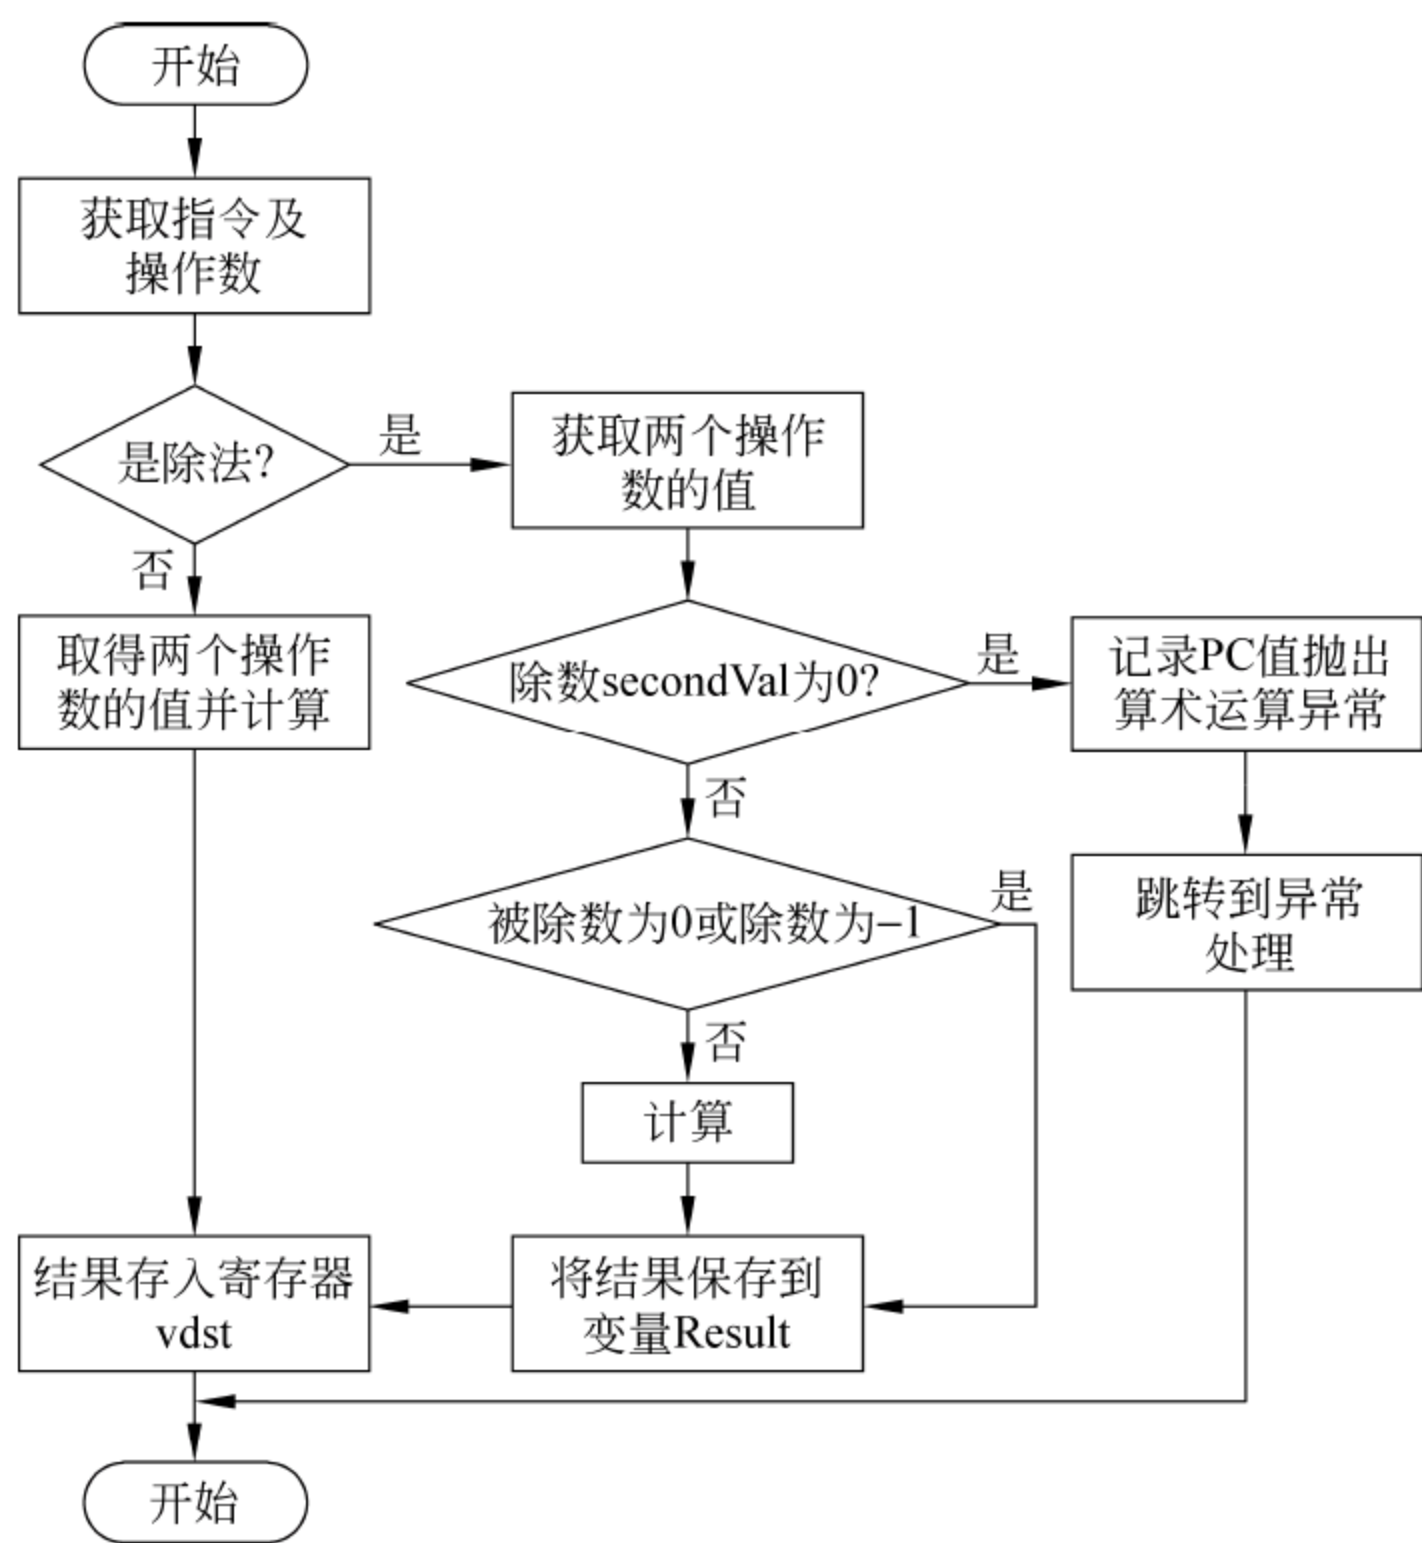 开始
获取指令及
操作数
是除法?
是
获取两个操作
数的值
否
取得两个操作
数的值并计算
除数secondVal为0?
是
记录PC值抛出
算术运算异常
否
被除数为0或除数为–1
是
跳转到异常
处理
否
计算
结果存入寄存器
vdst
将结果保存到
变量Result
开始